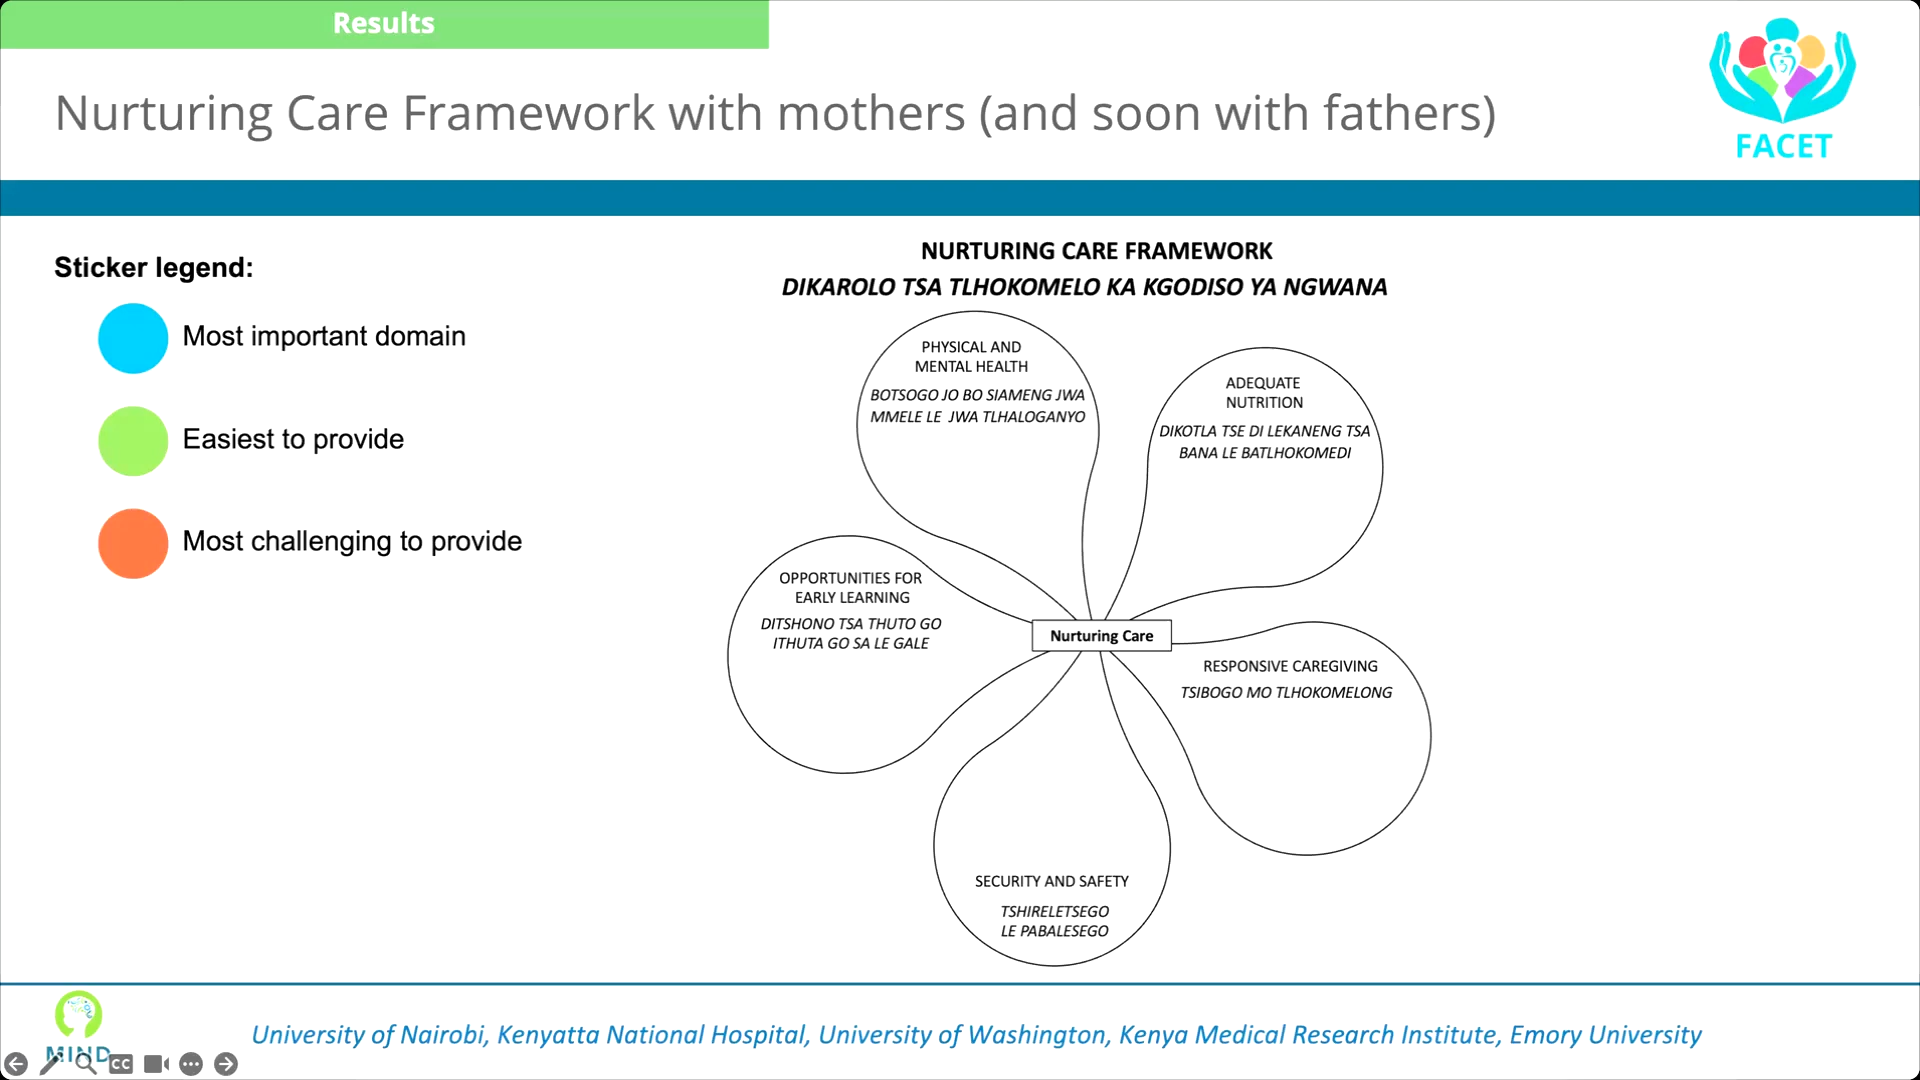 Results
Nurturing Care Framework with mothers (and soon with fathers)
FACET
Sticker legend:
Most important domain
Easiest to provide
Most challenging to provide
NURTURING CARE FRAMEWORK
DIKAROLO TSA TLHOKOMELO KA KGODISO YA NGWANA
PHYSICAL AND
MENTAL HEALTH
BOTSOGO JO BO SIAMENG JWA
MMELE LE JWA TLHALOGANYO
ADEQUATE
NUTRITION
DIKOTLA TSE DI LEKANENG TSA
BANA LE BATLHOKOMEDI
OPPORTUNITIES FOR
EARLY LEARNING
DITSHONO TSA THUTO GO
ITHUTA GO SA LE GALE
Nurturing Care
RESPONSIVE CAREGIVING
TSIBOGO MO TLHOKOMELONG
SECURITY AND SAFETY
TSHIRELETSEGO
LE PABALESEGO
MIND
CC
University of Nairobi, Kenyatta National Hospital, University of Washington, Kenya Medical Research Institute, Emory University